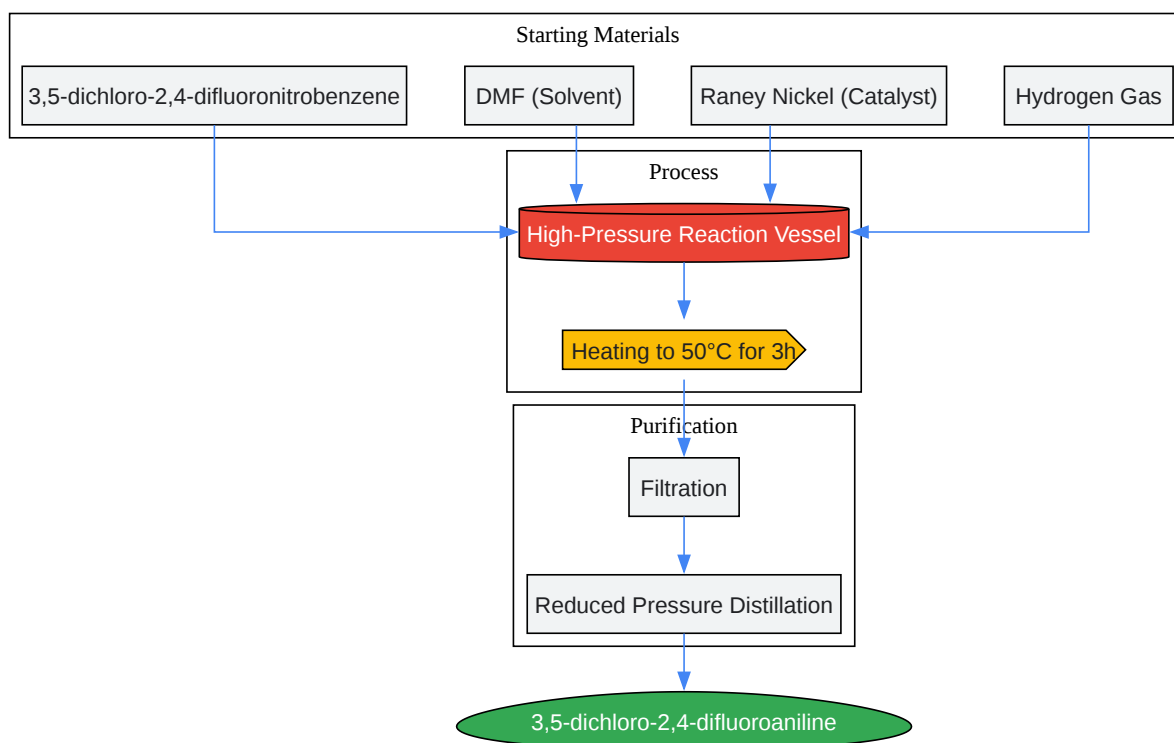 Starting Materials
3,5-dichloro-2,4-difluoronitrobenzene
DMF (Solvent)
Raney Nickel (Catalyst)
Hydrogen Gas
Process
High-Pressure Reaction Vessel
Heating to 50°C for 3h
Purification
Filtration
Reduced Pressure Distillation
3,5-dichloro-2,4-difluoroaniline